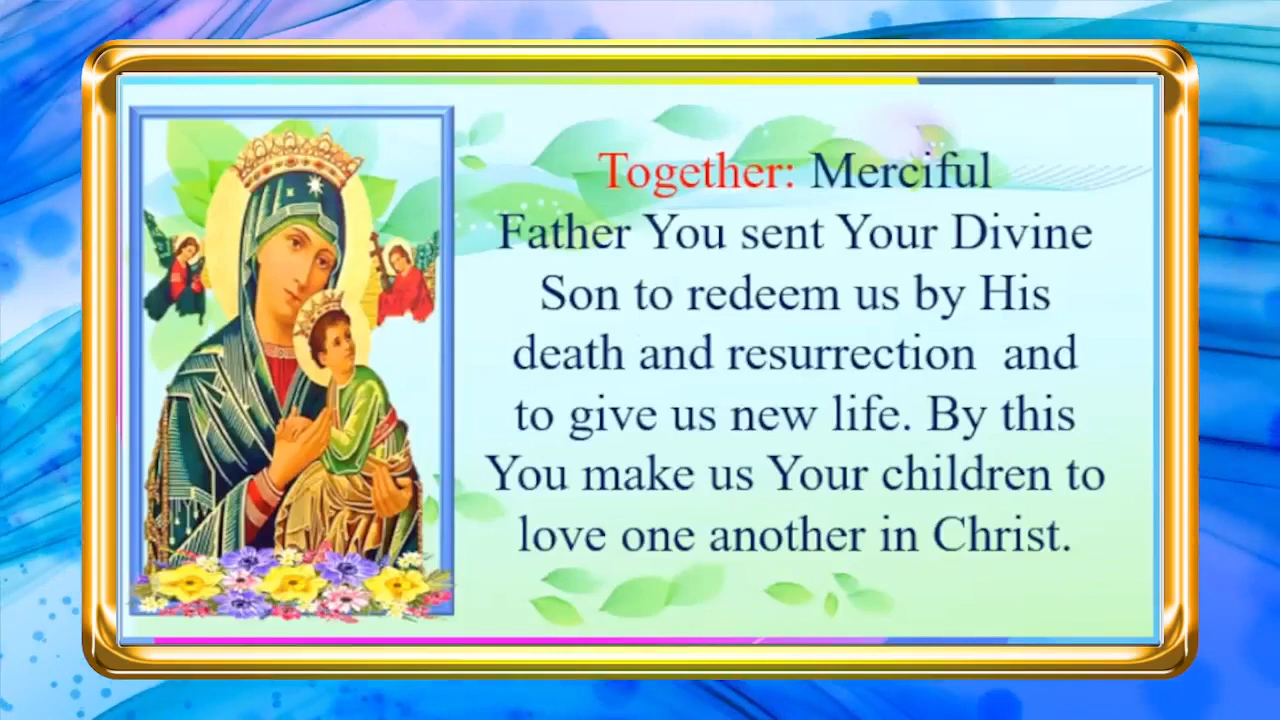 Together: Merciful
Father You sent Your Divine
Son to redeem us by His
death and resurrection  and
to give us new life. By this
You make us Your children to
love one another in Christ.